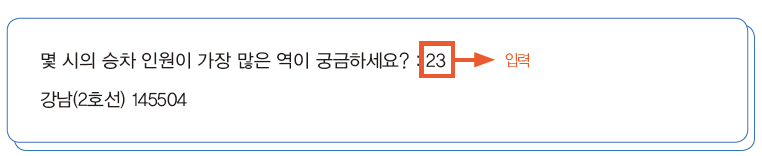 몇 시의 승차 인원이 가장 많은 역이 궁금하세요? : 23 입력
강남(2호선) 145504